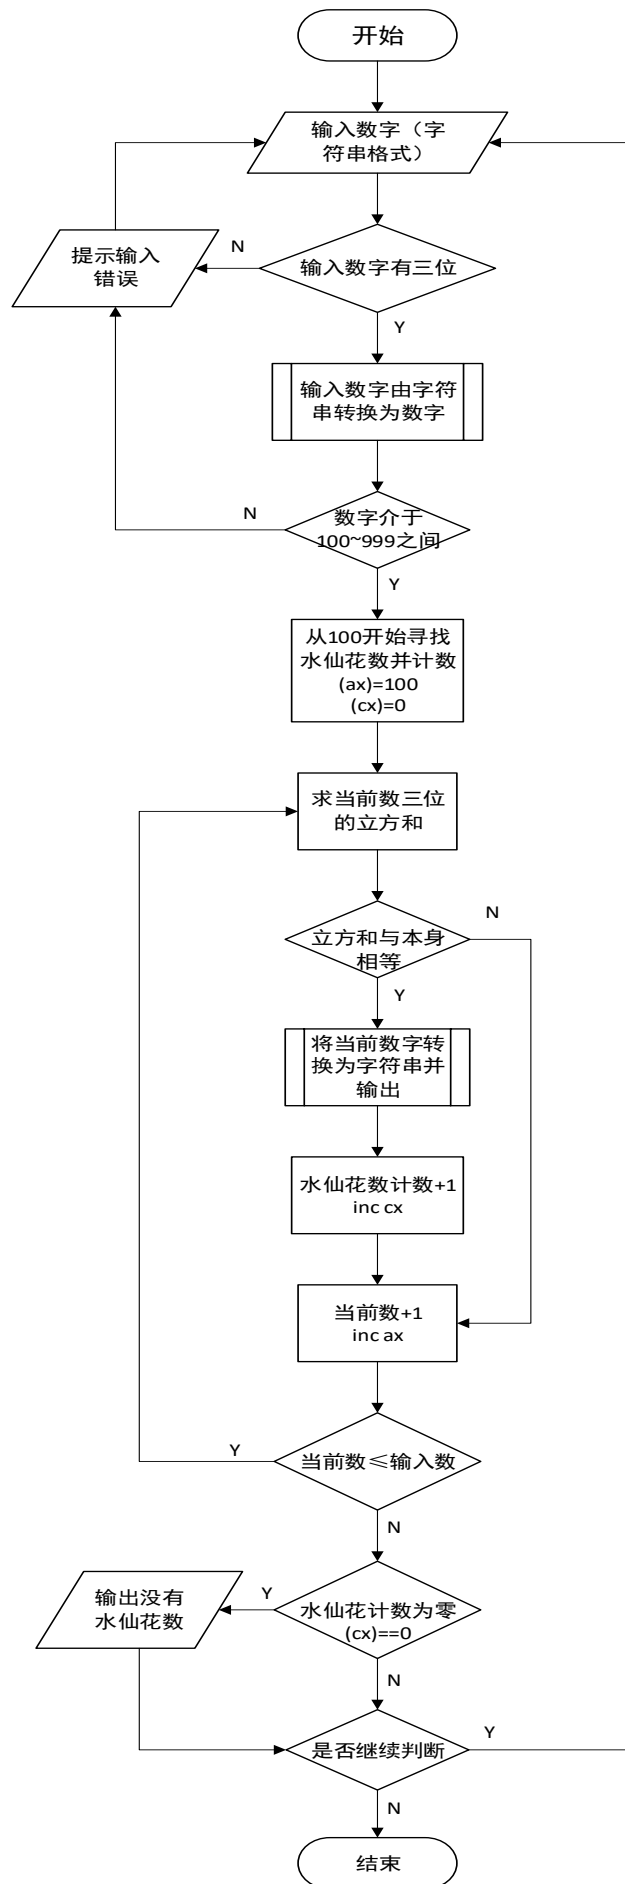 开始
输入数字（字
符串格式）
提示输入
错误
N
输入数字有三位
Y
输入数字由字符
串转换为数字
N
数字介于
100~999之间
Y
从100开始寻找
水仙花数并计数
(ax)=100
(cx)=0
求当前数三位
的立方和
N
立方和与本身
相等
Y
将当前数字转
换为字符串并
输出
水仙花数计数+1
inc cx
当前数+1
inc ax
Y
当前数≤输入数
N
输出没有
水仙花数
Y
水仙花计数为零
(cx)==0
N
是否继续判断
Y
N
结束